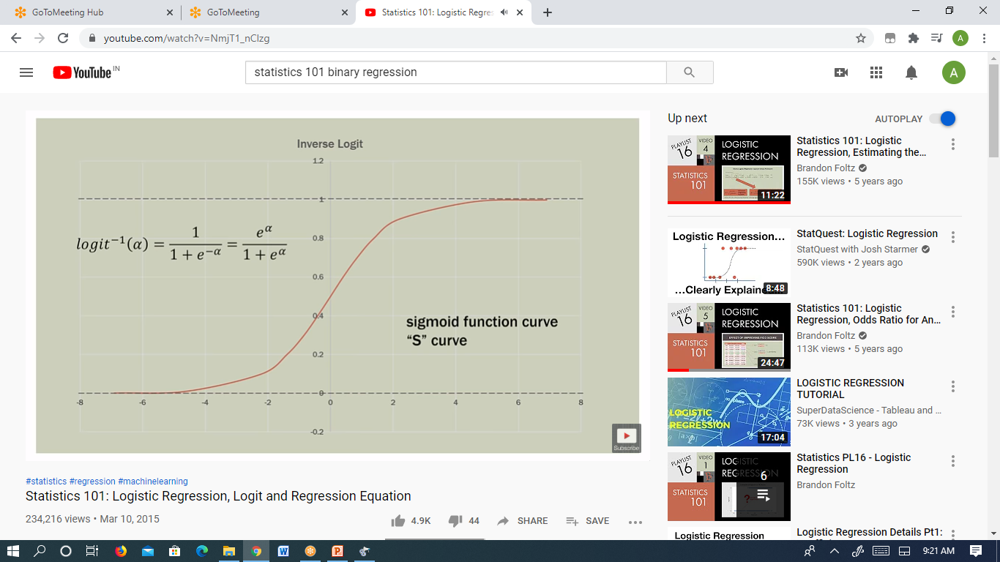 GoToMeeting Hub
GoToMeeting
Statistics 101: Logistic Regres
youtube.com/watch?v=NmjT1_nCIzg
A
YouTube IN
statistics 101 binary regression
A
Inverse Logit
1.2
1
0.8
0.6
0.4
0.2
0
-0.2
-8 -6 -4 -2 0 2 4 6 8
logit⁻¹(α) = 1 / (1 + e^−α) = e^α / (1 + e^α)
sigmoid function curve
“S” curve
Subscribe
#statistics #regression #machinelearning
Statistics 101: Logistic Regression, Logit and Regression Equation
234,216 views • Mar 10, 2015
4.9K 44 SHARE SAVE
Up next
AUTOPLAY
PLAYLIST 16
VIDEO 4
LOGISTIC REGRESSION
STATISTICS 101
11:22
Statistics 101: Logistic
Regression, Estimating the…
Brandon Foltz
155K views • 5 years ago
Logistic Regression…
…Clearly Explaine
8:48
StatQuest: Logistic Regression
StatQuest with Josh Starmer
590K views • 2 years ago
PLAYLIST 16
VIDEO 5
LOGISTIC REGRESSION
EFFECT OF IMPROVING FICO SCORE
STATISTICS 101
24:47
Statistics 101: Logistic
Regression, Odds Ratio for An…
Brandon Foltz
113K views • 5 years ago
LOGISTIC
REGRESSION
17:04
LOGISTIC REGRESSION
TUTORIAL
SuperDataScience - Tableau and ...
73K views • 3 years ago
PLAYLIST 16
VIDEO 1
LOGISTIC REGRESSION
STATISTICS 101
6
Statistics PL16 - Logistic
Regression
Brandon Foltz
Logistic Regression
Logistic Regression Details Pt1:
9:21 AM